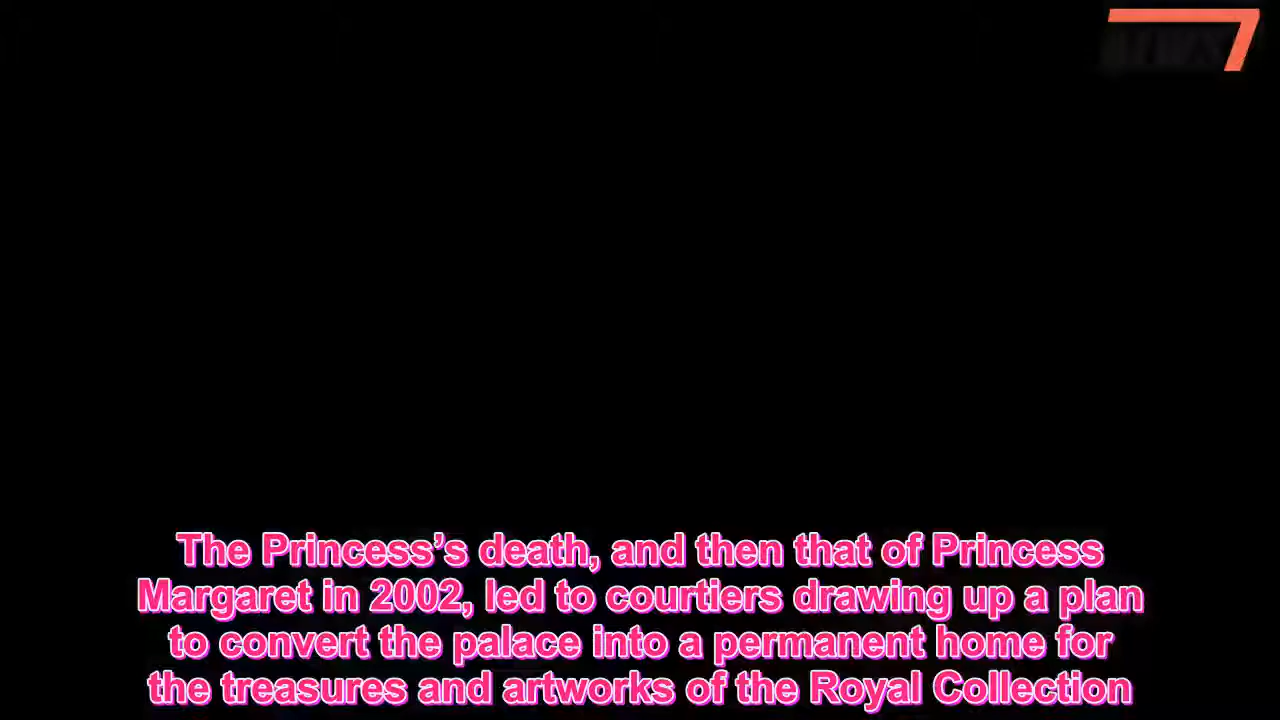 7
The Princess’s death, and then that of Princess
Margaret in 2002, led to courtiers drawing up a plan
to convert the palace into a permanent home for
the treasures and artworks of the Royal Collection